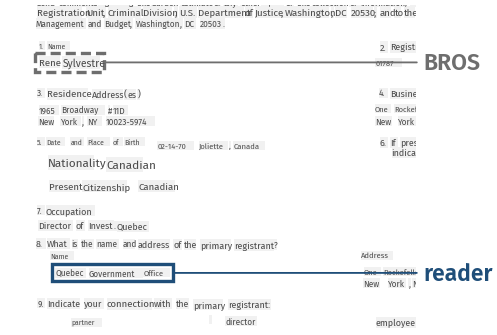 Registration Unit, Criminal Division, U.S. Department of Justice, Washington, DC 20530; and to the
Management and Budget, Washington, DC 20503.
1. Name
2. Regist
Rene Sylvestre
01787
BROS
3. Residence Address(es)
4. Busine
1965 Broadway #11D
One Rockef
New York, NY 10023-5974
New York
5. Date and Place of Birth 02-14-70 Joliette, Canada
6. If pres
indica
Nationality Canadian
Present Citizenship Canadian
7. Occupation
Director of Invest. Quebec
8. What is the name and address of the primary registrant?
Name
Address
Quebec Government Office
One Rockefell
reader
New York, N
9. Indicate your connection with the primary registrant:
partner
director
employee